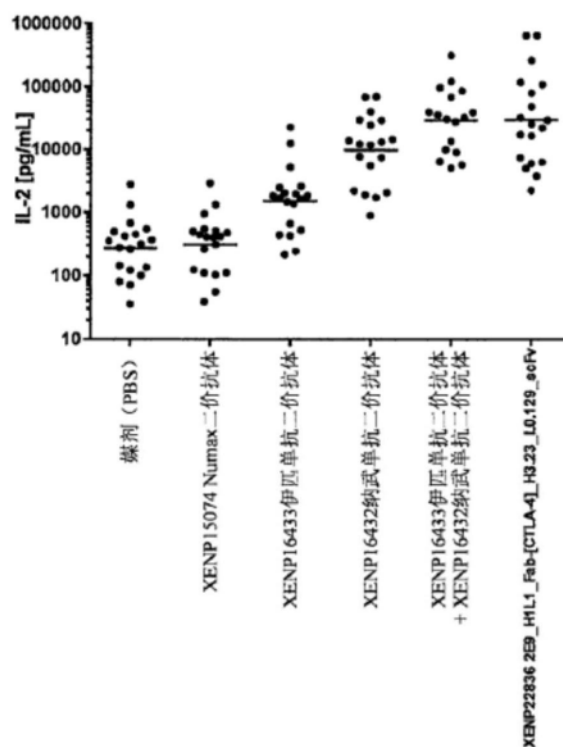 IL-2 [pg/mL]
1000000
100000
10000
1000
100
10
媒剂（PBS）
XENP15074 Numax二价抗体
XENP16433伊匹单抗二价抗体
XENP16432纳武单抗二价抗体
XENP16433伊匹单抗二价抗体
+ XENP16432纳武单抗二价抗体
XENP22836 2E9_H1L1_Fab-[CTLA-4]_H3.23_L0.129_scFv